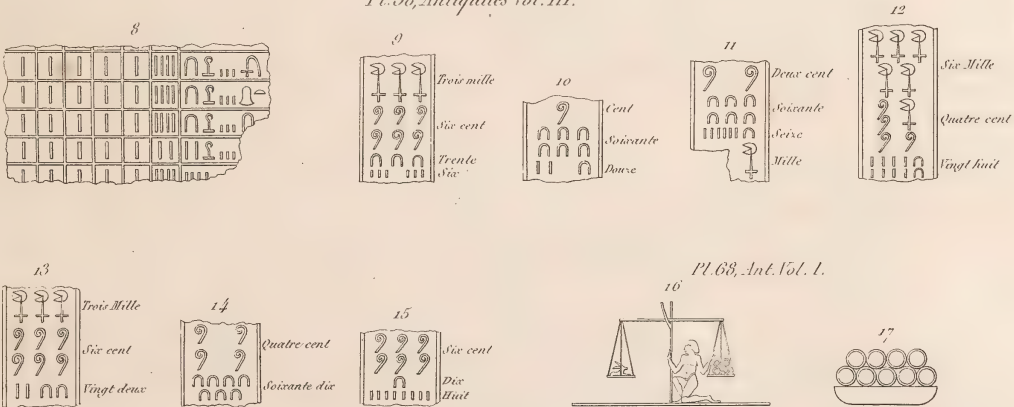 Pl.38, Antiquités Vol. III.
8
9
Trois mille
Six cent
Trente
Six
10
Cent
Soixante
Douze
11
Deux cent
Soixante
Seize
Mille
12
Six Mille
Quatre cent
Vingt huit
13
Trois Mille
Six cent
Vingt deux
14
Quatre cent
Soixante dix
15
Six cent
Dix
Huit
Pl.68, Ant. Vol. I.
16
17